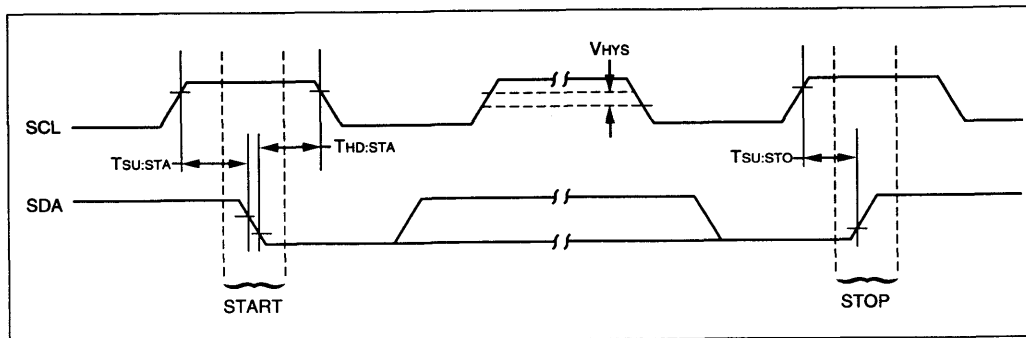 VHYS
SCL
TSU:STA
THD:STA
TSU:STO
SDA
START
STOP